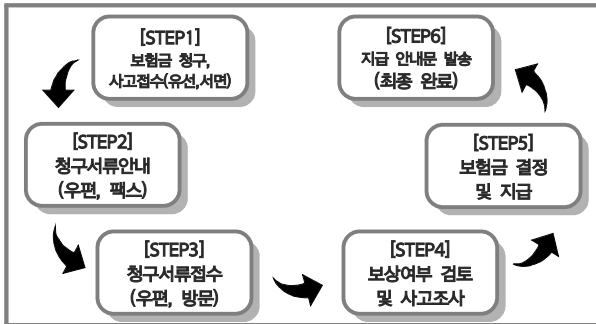 [STEP1]
보험금 청구,
사고접수(유선,서면)
[STEP2]
청구서류안내
(우편, 팩스)
[STEP3]
청구서류접수
(우편, 방문)
[STEP4]
보상여부 검토
및 사고조사
[STEP5]
보험금 결정
및 지급
[STEP6]
지급 안내문 발송
(최종 완료)